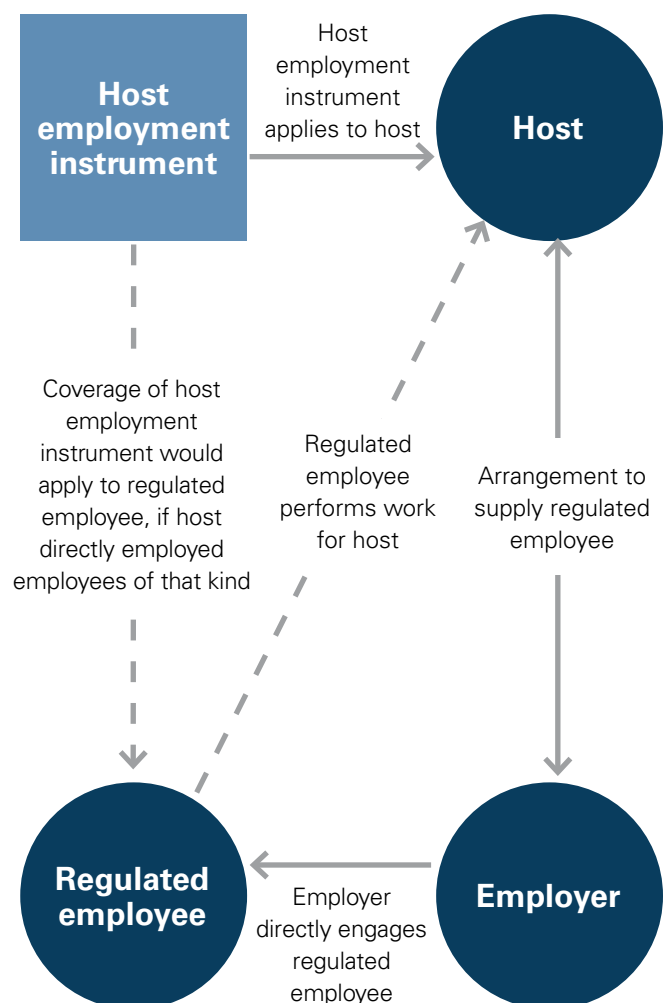 Host
employment
instrument
Host
employment
instrument
applies to host
Host
Coverage of host
employment
instrument would
apply to regulated
employee, if host
directly employed
employees of that kind
Regulated
employee
performs work
for host
Arrangement to
supply regulated
employee
Regulated
employee
Employer
directly engages
regulated
employee
Employer